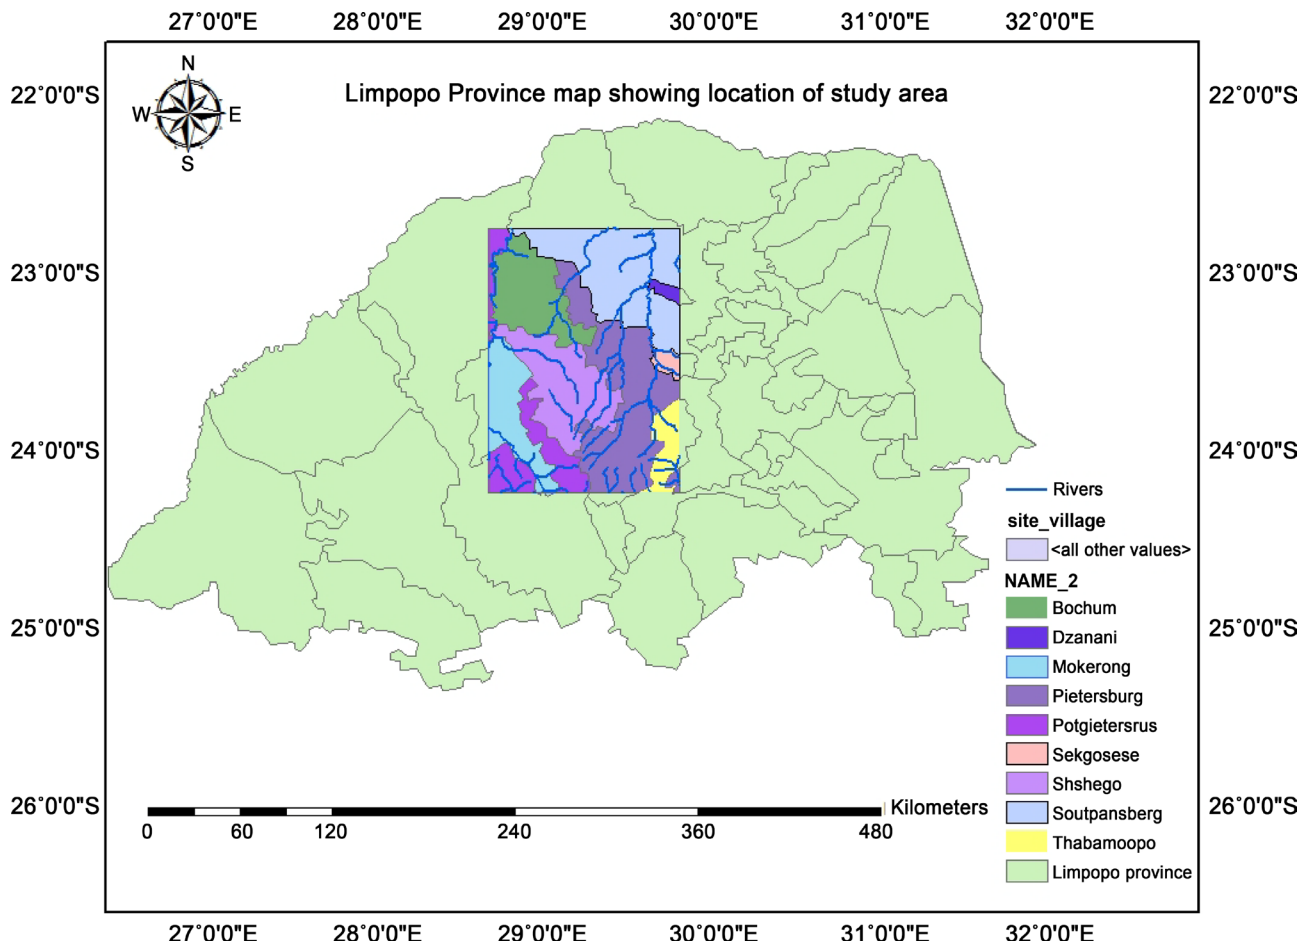 27°0'0"E 28°0'0"E 29°0'0"E 30°0'0"E 31°0'0"E 32°0'0"E
N
W E
S
Limpopo Province map showing location of study area
22°0'0"S 22°0'0"S
23°0'0"S 23°0'0"S
24°0'0"S 24°0'0"S
25°0'0"S 25°0'0"S
26°0'0"S 26°0'0"S
Rivers
site_village
<all other values>
NAME_2
Bochum
Dzanani
Mokerong
Pietersburg
Potgietersrus
Sekgosese
Shshego
Soutpansberg
Thabamoopo
Limpopo province
Kilometers
0 60 120 240 360 480
27°0'0"E 28°0'0"E 29°0'0"E 30°0'0"E 31°0'0"E 32°0'0"E